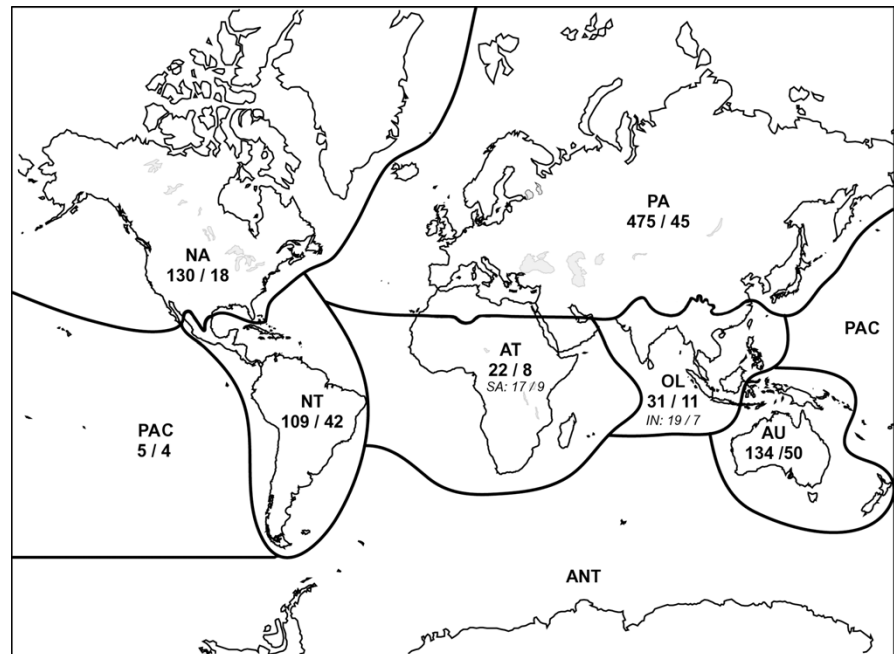 PA
475 / 45
NA
130 / 18
PAC
AT
22 / 8
SA: 17 / 9
OL
31 / 11
IN: 19 / 7
NT
109 / 42
PAC
5 / 4
AU
134 /50
ANT